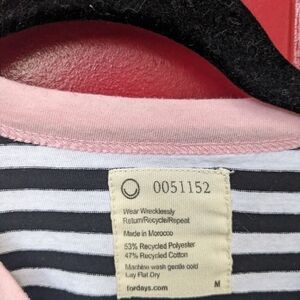 0051152
Wear Wrecklessly
Return/Recycle/Repeat
Made in Morocco
53% Recycled Polyester
47% Recycled Cotton
Machine wash gentle cold
Lay Flat Dry
fordays.com M